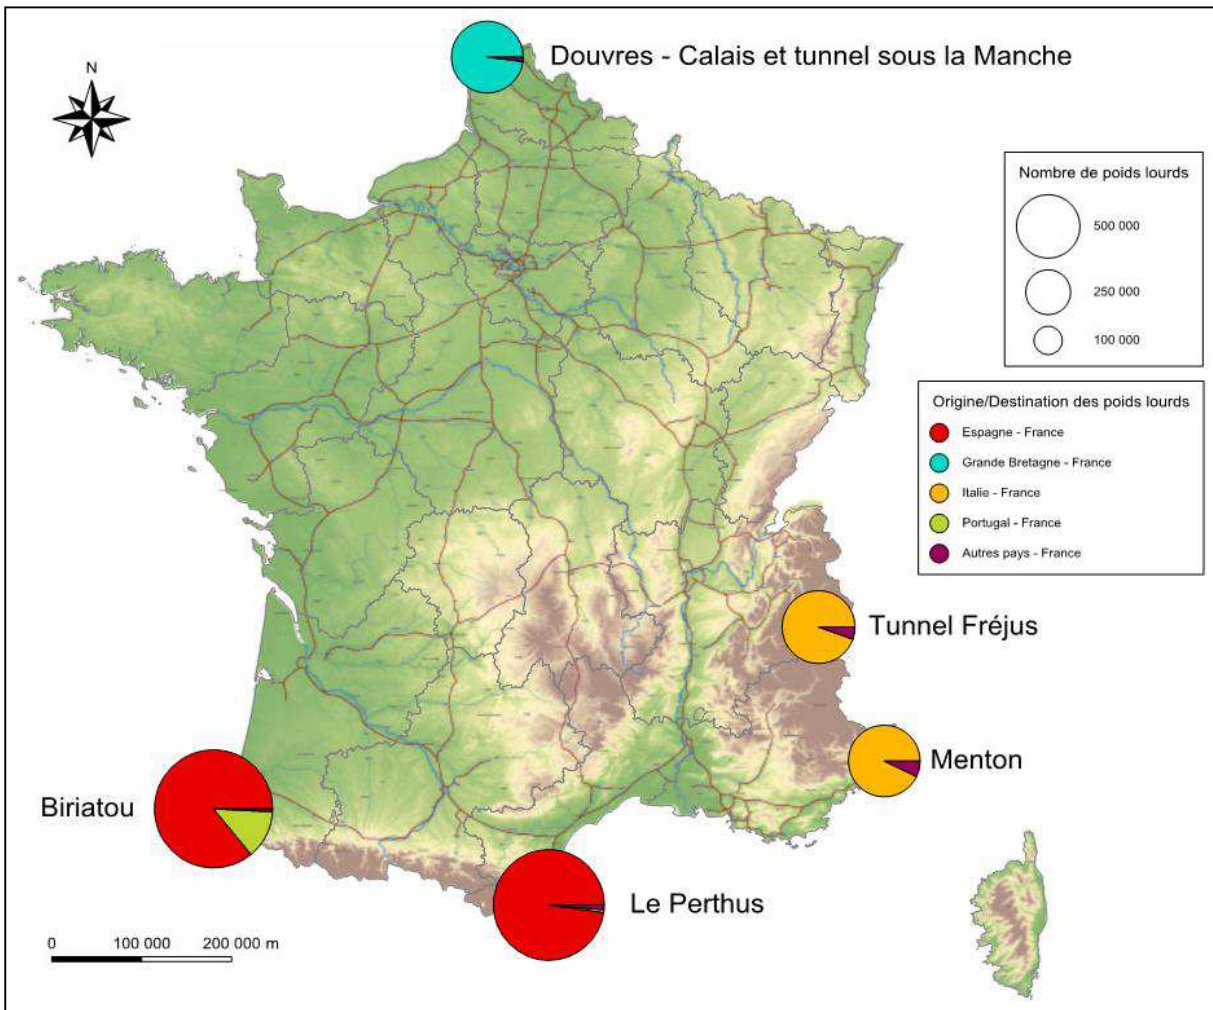 Douvres - Calais et tunnel sous la Manche
N
Nombre de poids lourds
500 000
250 000
100 000
Origine/Destination des poids lourds
Espagne - France
Grande Bretagne - France
Italie - France
Portugal - France
Autres pays - France
Tunnel Fréjus
Menton
Biriatou
Le Perthus
0 100 000 200 000 m